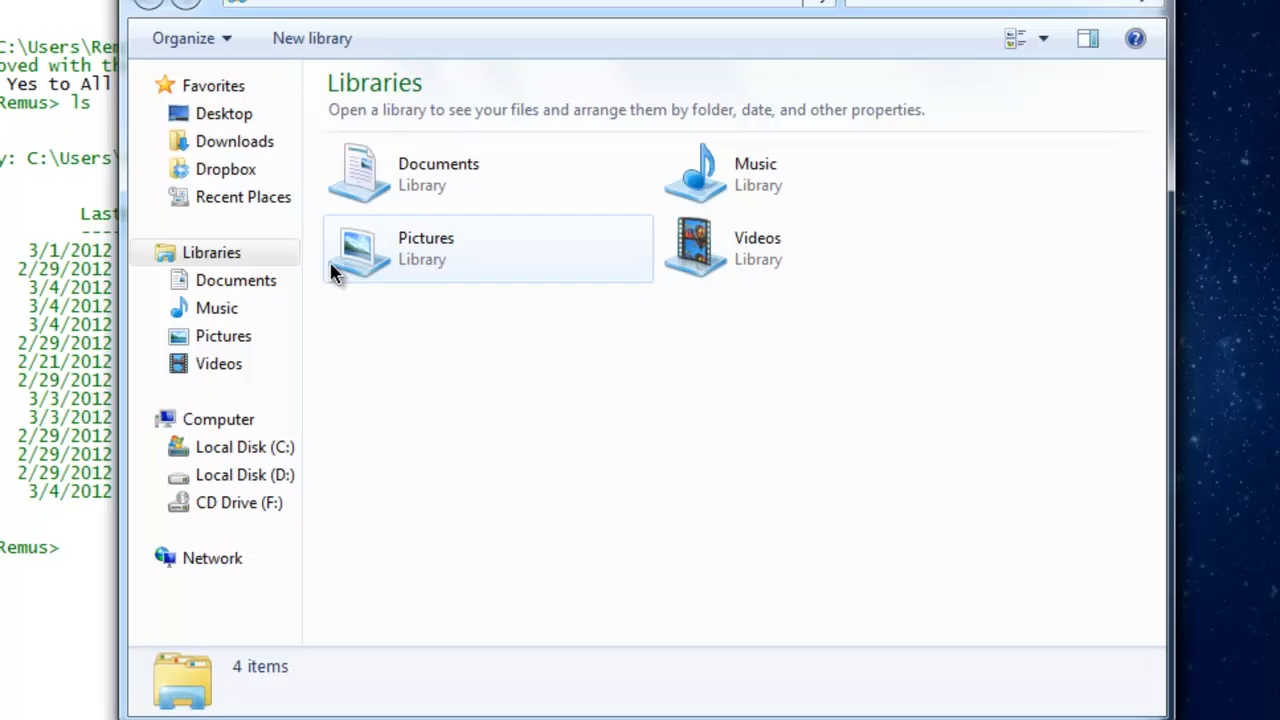 C:\Users\Rem
oved with th
Yes to All
Remus> ls
y: C:\Users\
Last
----
3/1/2012
2/29/2012
3/4/2012
3/4/2012
3/4/2012
2/29/2012
2/21/2012
2/29/2012
3/3/2012
3/3/2012
2/29/2012
2/29/2012
2/29/2012
3/4/2012
Remus>
Organize
New library
Favorites
Desktop
Downloads
Dropbox
Recent Places
Libraries
Documents
Music
Pictures
Videos
Computer
Local Disk (C:)
Local Disk (D:)
CD Drive (F:)
Network
Libraries
Open a library to see your files and arrange them by folder, date, and other properties.
Documents
Library
Music
Library
Pictures
Library
Videos
Library
4 items